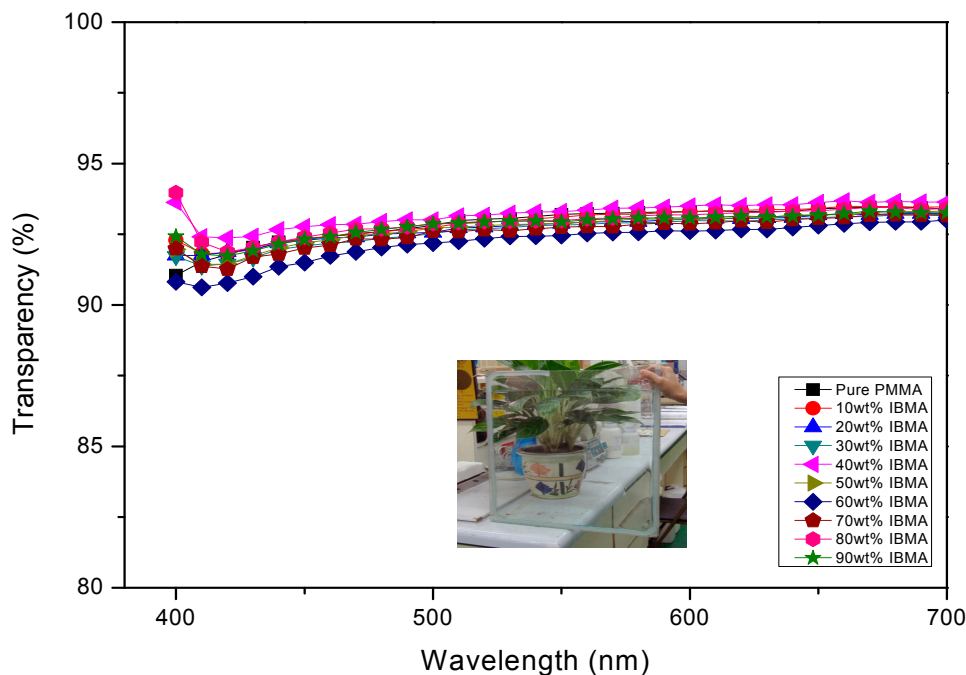 100
95
90
85
80
Transparency (%)
400
500
600
700
Wavelength (nm)
Pure PMMA
10wt% IBMA
20wt% IBMA
30wt% IBMA
40wt% IBMA
50wt% IBMA
60wt% IBMA
70wt% IBMA
80wt% IBMA
90wt% IBMA